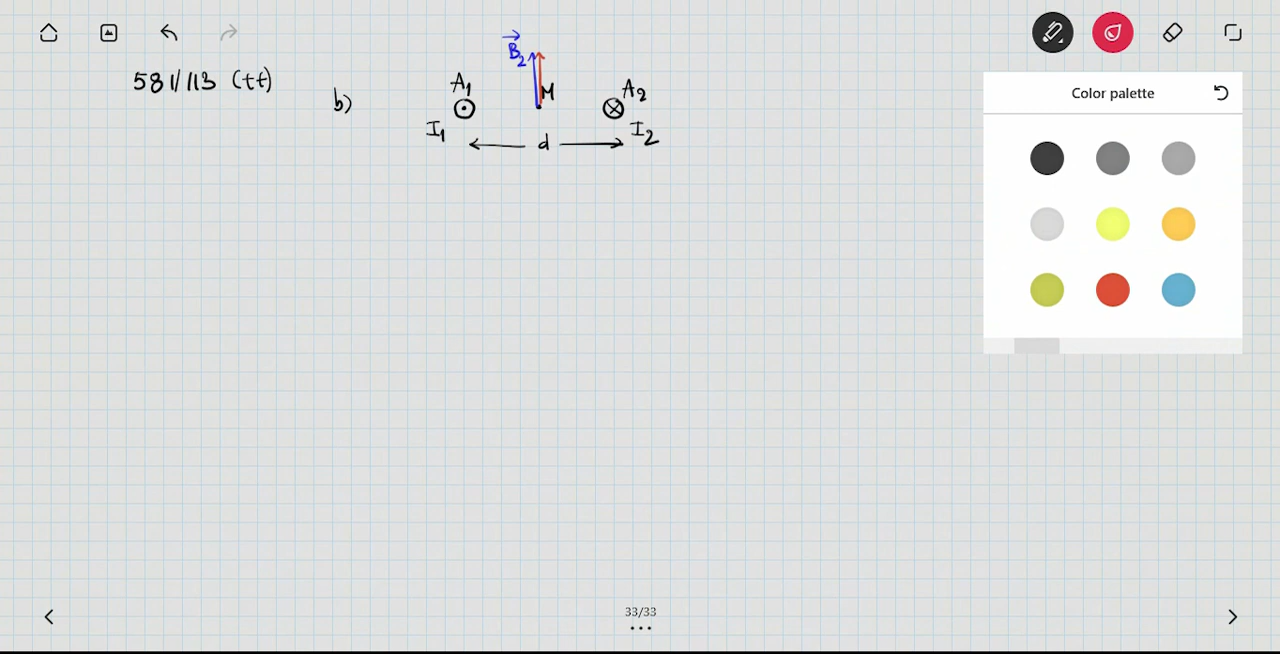 581/113 (tt)
b)
A1
B2
M
A2
I1
d
I2
Color palette
33/33